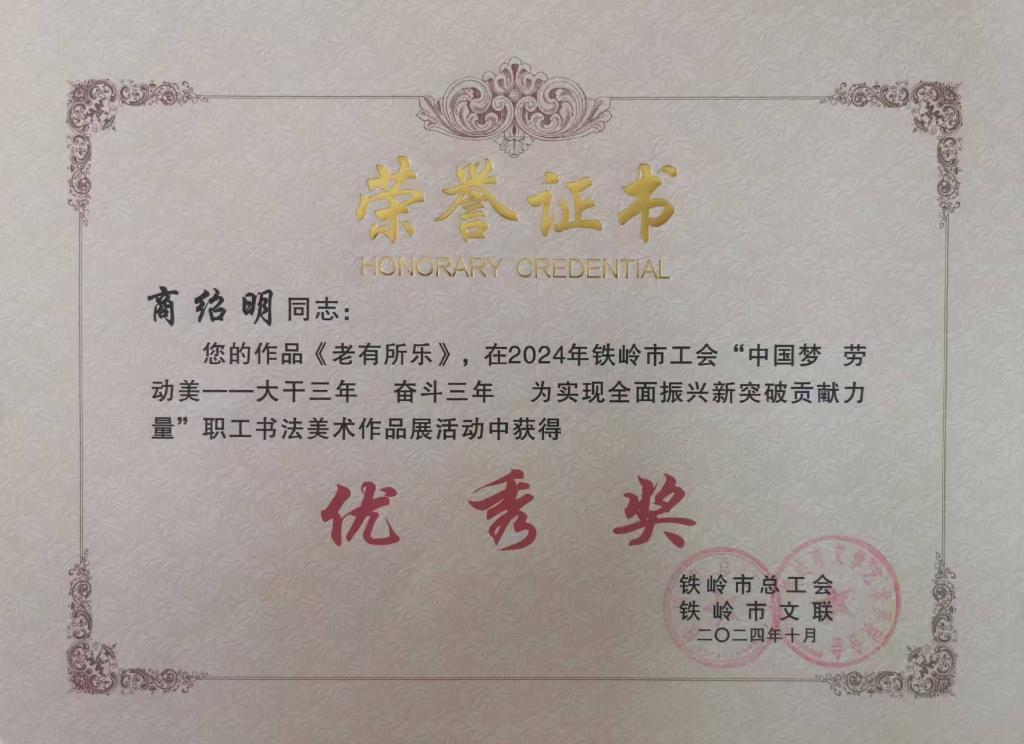 荣誉证书
HONORARY CREDENTIAL
商绍明 同志：
您的作品《老有所乐》，在2024年铁岭市工会“中国梦 劳
动美——大干三年 奋斗三年 为实现全面振兴新突破贡献力
量”职工书法美术作品展活动中获得
优秀奖
铁岭市总工会
铁岭市文联
二〇二四年十月